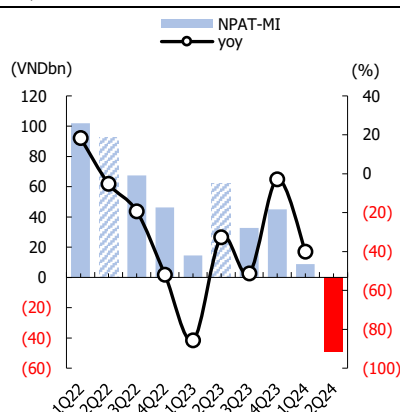 NPAT-MI
yoy
(VNDbn)
(%)
120
100
80
60
40
20
0
(20)
(40)
(60)
40
20
0
(20)
(40)
(60)
(80)
(100)
1Q22
2Q22
3Q22
4Q22
1Q23
2Q23
3Q23
4Q23
1Q24
2Q24